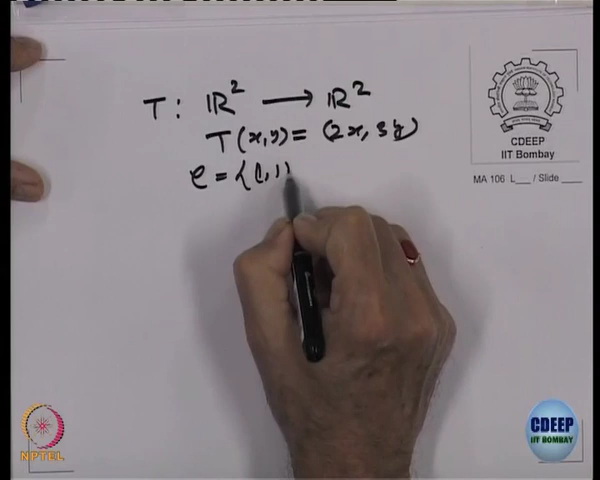 T : ℝ² → ℝ²
T(x,y) = (2x, 3y)
e = {(1,1)
CDEEP
IIT Bombay
MA 106 L___ / Slide ___
NPTEL
CDEEP
IIT BOMBAY